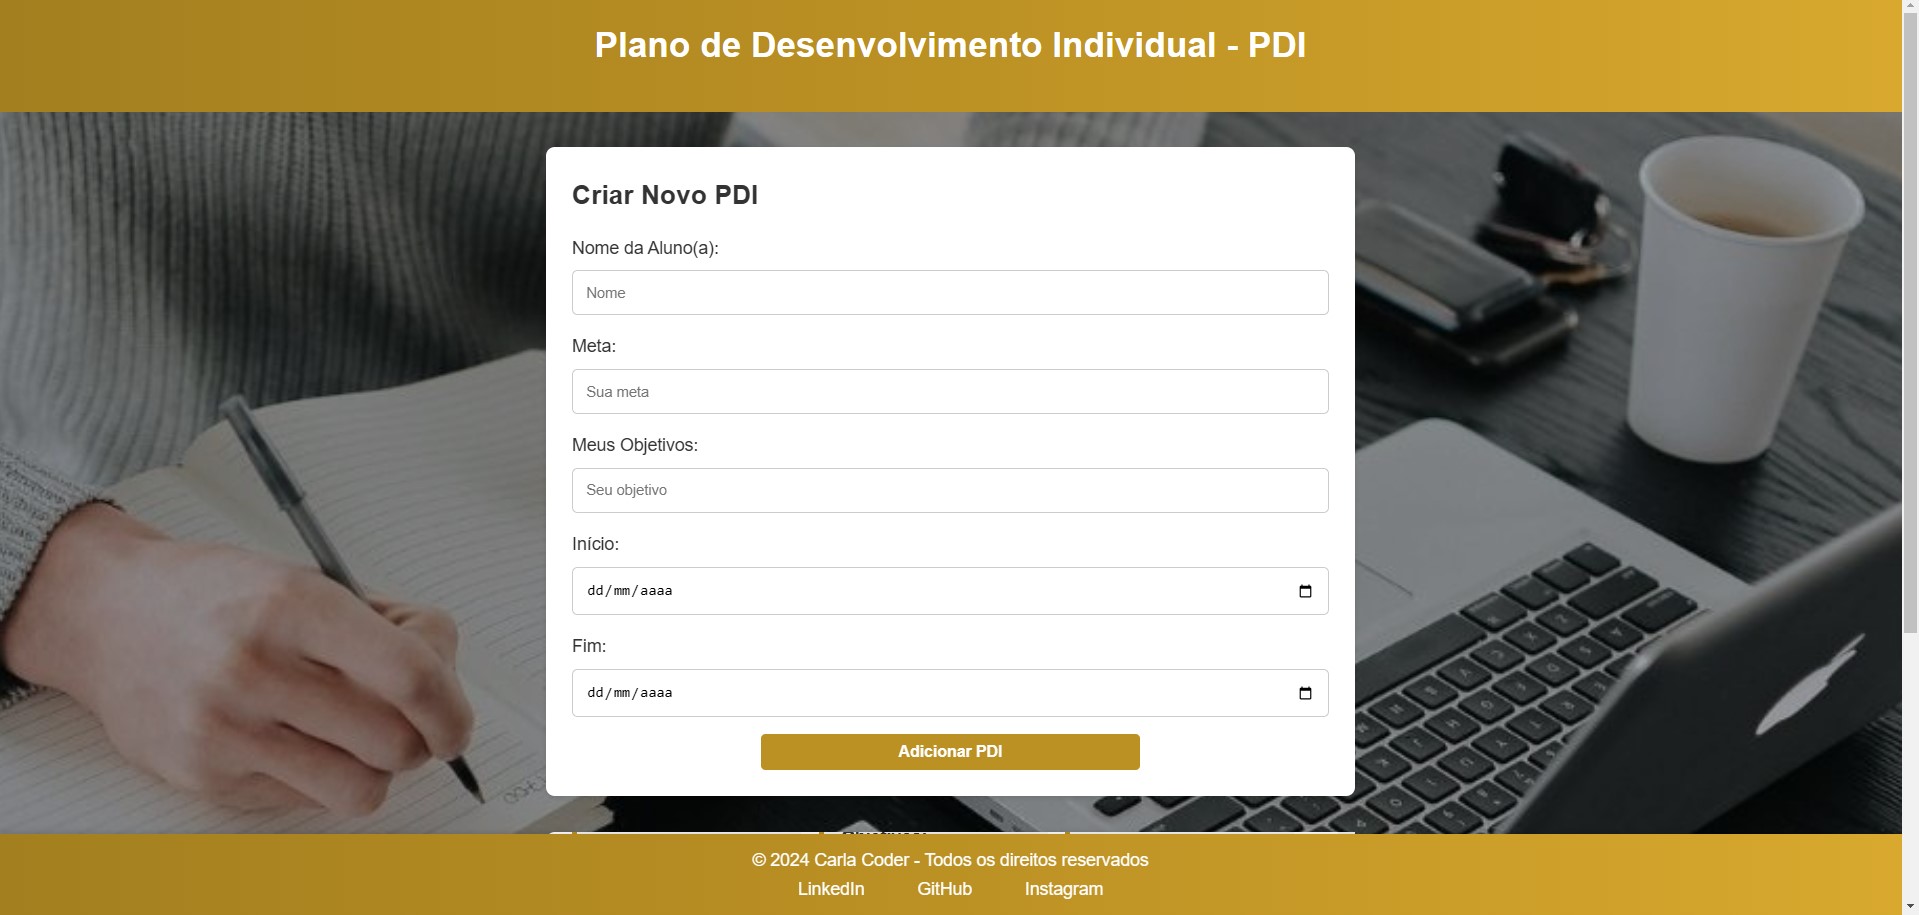 Plano de Desenvolvimento Individual - PDI
Criar Novo PDI
Nome da Aluno(a):
Nome
Meta:
Sua meta
Meus Objetivos:
Seu objetivo
Início:
dd/mm/aaaa
Fim:
dd/mm/aaaa
Adicionar PDI
© 2024 Carla Coder - Todos os direitos reservados
LinkedIn GitHub Instagram